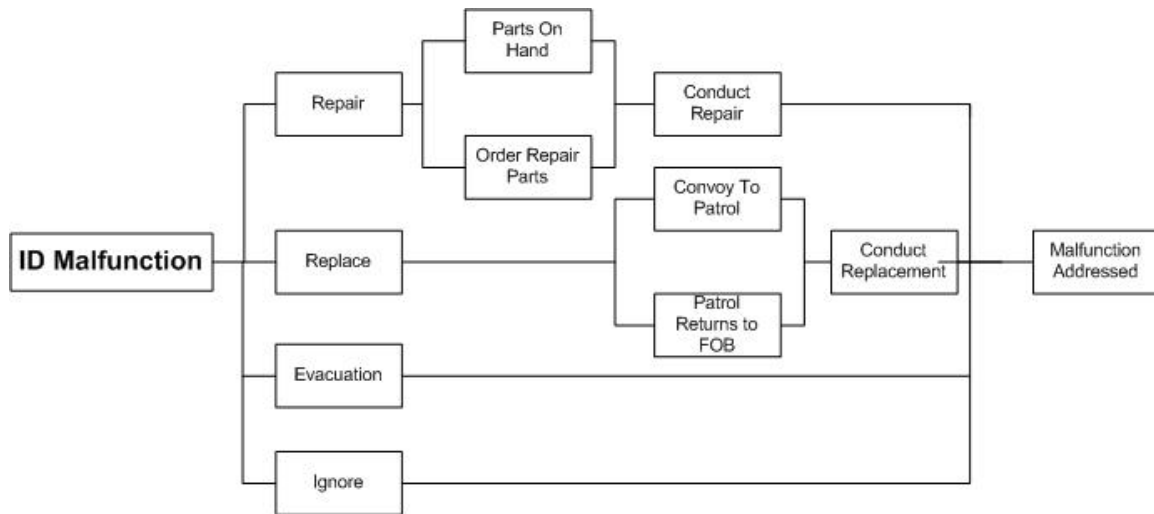 Parts On
Hand
Repair
Conduct
Repair
Order Repair
Parts
Convoy To
Patrol
ID Malfunction
Replace
Conduct
Replacement
Malfunction
Addressed
Patrol
Returns to
FOB
Evacuation
Ignore